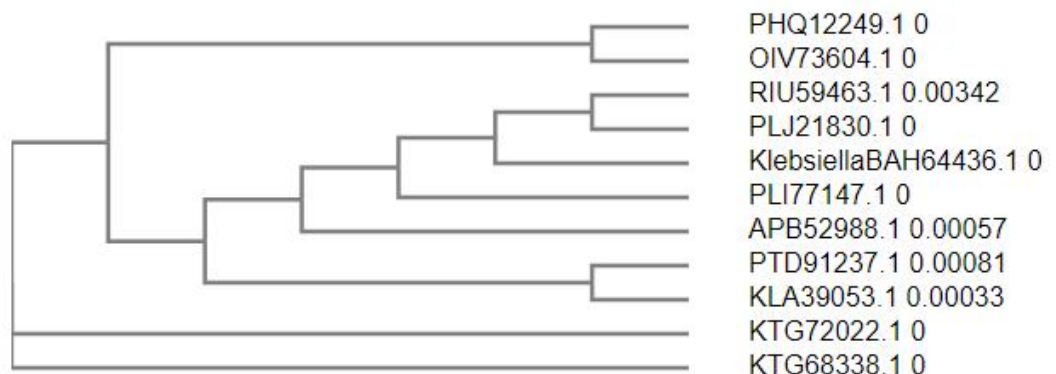 PHQ12249.1 0
OIV73604.1 0
RIU59463.1 0.00342
PLJ21830.1 0
KlebsiellaBAH64436.1 0
PLI77147.1 0
APB52988.1 0.00057
PTD91237.1 0.00081
KLA39053.1 0.00033
KTG72022.1 0
KTG68338.1 0